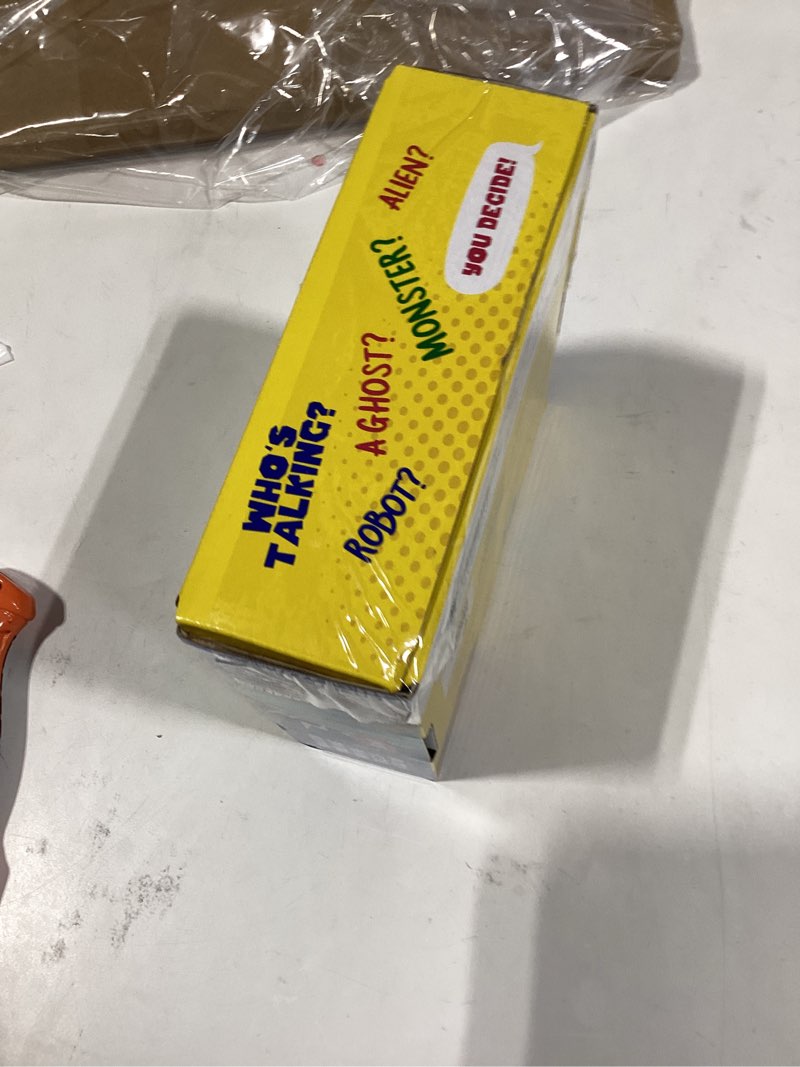 WHO'S
TALKING?
ROBOT?
A GHOST?
MONSTER?
ALIEN?
YOU DECIDE!